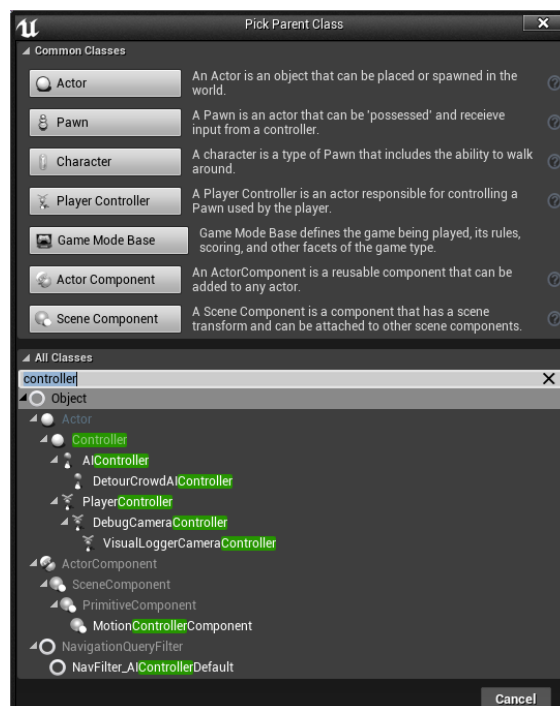 Pick Parent Class
Common Classes
Actor
An Actor is an object that can be placed or spawned in the
world.
Pawn
A Pawn is an actor that can be 'possessed' and receieve
input from a controller.
Character
A character is a type of Pawn that includes the ability to walk
around.
Player Controller
A Player Controller is an actor responsible for controlling a
Pawn used by the player.
Game Mode Base
Game Mode Base defines the game being played, its rules,
scoring, and other facets of the game type.
Actor Component
An ActorComponent is a reusable component that can be
added to any actor.
Scene Component
A Scene Component is a component that has a scene
transform and can be attached to other scene components.
All Classes
controller
Object
Actor
Controller
AIController
DetourCrowdAIController
PlayerController
DebugCameraController
VisualLoggerCameraController
ActorComponent
SceneComponent
PrimitiveComponent
MotionControllerComponent
NavigationQueryFilter
NavFilter_AIControllerDefault
Cancel